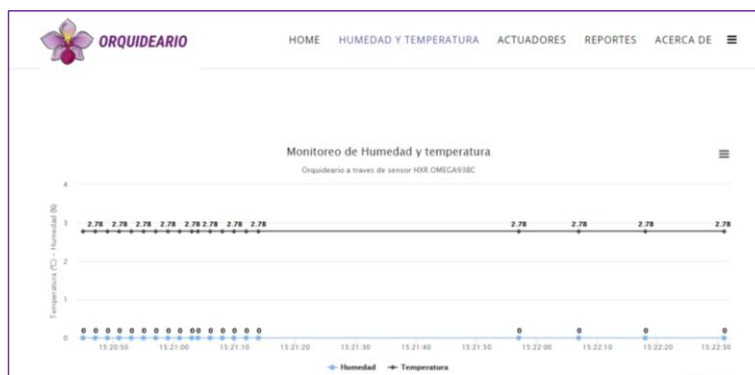 ORQUIDEARIO
HOME HUMEDAD Y TEMPERATURA ACTUADORES REPORTES ACERCA DE
Monitoreo de Humedad y temperatura
Orquideario a traves de sensor HXR OMEGA93BC
Temperatura (°C) - Humedad (%)
4
2.78 2.78 2.78 2.78 2.78 2.78 2.78 2.78 2.78 2.78 2.78 2.78
3
2
1
0 0 0 0 0 0 0 0 0 0 0 0 0 0 0 0 0 0 0 0
0
15:20:50 15:21:00 15:21:10 15:21:20 15:21:30 15:21:40 15:21:50 15:22:00 15:22:10 15:22:20 15:22:30
Humedad Temperatura